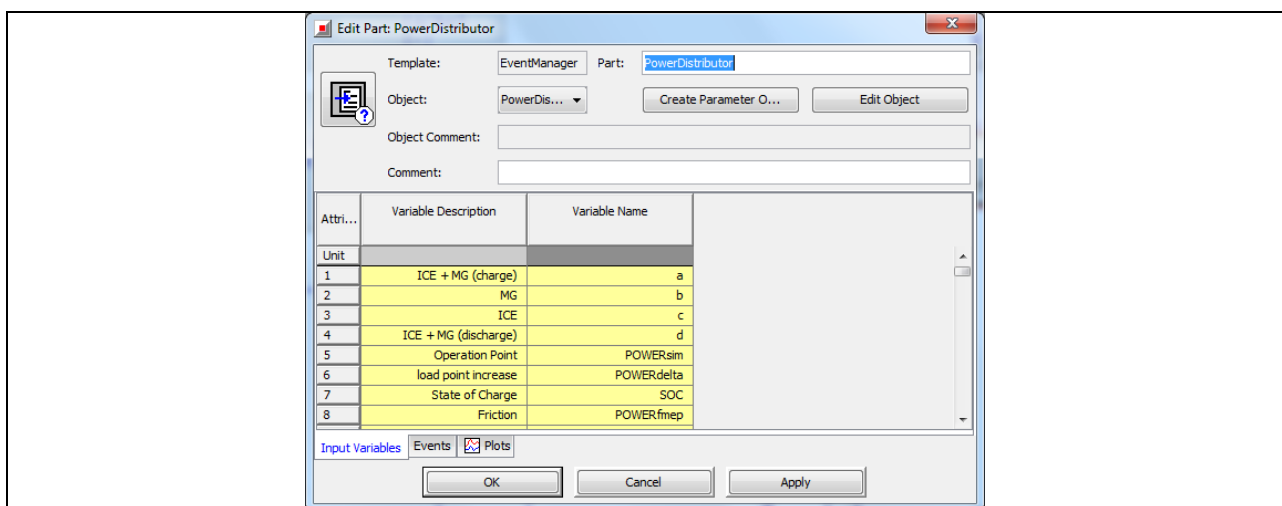 Edit Part: PowerDistributor
Template: EventManager Part: PowerDistributor
Object: PowerDis... Create Parameter O... Edit Object
Object Comment:
Comment:
Attri... Variable Description Variable Name
Unit
1 ICE + MG (charge) a
2 MG b
3 ICE c
4 ICE + MG (discharge) d
5 Operation Point POWERsim
6 load point increase POWERdelta
7 State of Charge SOC
8 Friction POWERfmep
Input Variables Events Plots
OK Cancel Apply